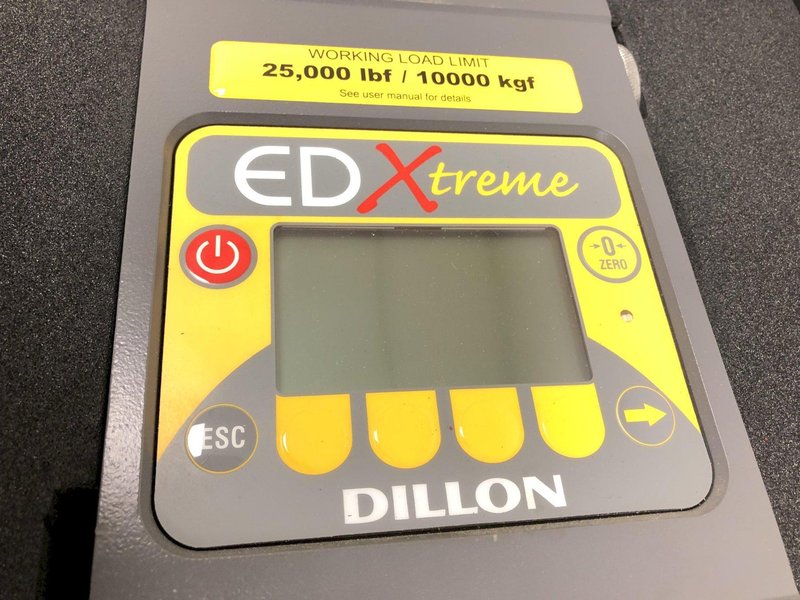 WORKING LOAD LIMIT
25,000 lbf / 10000 kgf
See user manual for details
EDXtreme
0
ZERO
ESC
DILLON